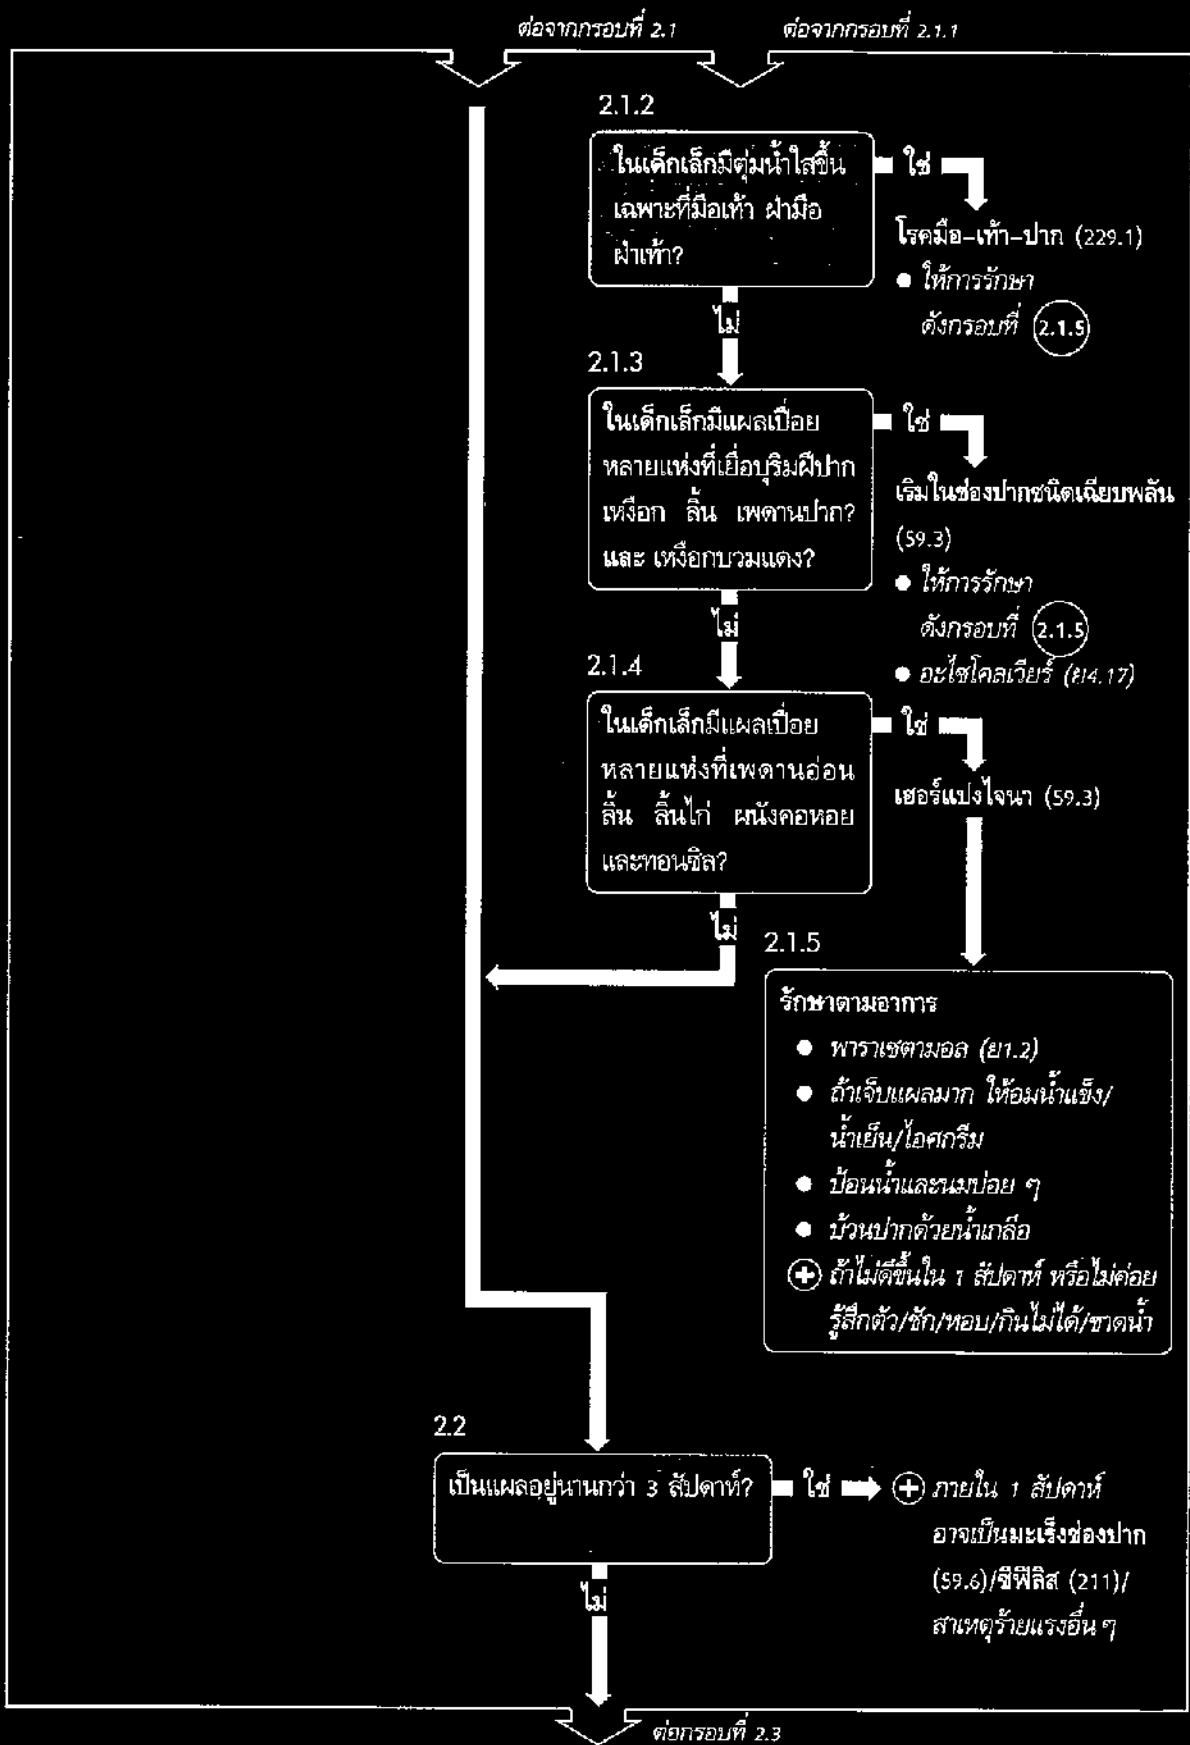 ต่อจากกรอบที่ 2.1
ต่อจากกรอบที่ 2.1.1
2.1.2
ในเด็กเล็กมีตุ่มน้ำใสขึ้น
เฉพาะที่มือเท้า ฝ่ามือ
ฝ่าเท้า?
ใช่
โรคมือ-เท้า-ปาก (229.1)
● ให้การรักษา
ดังกรอบที่ 2.1.5
ไม่
2.1.3
ในเด็กเล็กมีแผลเปื่อย
หลายแห่งที่เยื่อบุริมฝีปาก
เหงือก ลิ้น เพดานปาก?
และ เหงือกบวมแดง?
ใช่
เริมในช่องปากชนิดเฉียบพลัน
(59.3)
● ให้การรักษา
ดังกรอบที่ 2.1.5
● อะไซโคลเวียร์ (ย4.17)
ไม่
2.1.4
ในเด็กเล็กมีแผลเปื่อย
หลายแห่งที่เพดานอ่อน
ลิ้น ลิ้นไก่ ผนังคอหอย
และทอนซิล?
ใช่
เฮอร์แปงไจนา (59.3)
ไม่
2.1.5
รักษาตามอาการ
● พาราเซตามอล (ย1.2)
● ถ้าเจ็บแผลมาก ให้อมน้ำแข็ง/
น้ำเย็น/ไอศกรีม
● ป้อนน้ำและนมบ่อย ๆ
● บ้วนปากด้วยน้ำเกลือ
⊕ ถ้าไม่ดีขึ้นใน 1 สัปดาห์ หรือไม่ค่อย
รู้สึกตัว/ชัก/หอบ/กินไม่ได้/ขาดน้ำ
2.2
เป็นแผลอยู่นานกว่า 3 สัปดาห์?
ใช่
⊕ ภายใน 1 สัปดาห์
อาจเป็นมะเร็งช่องปาก
(59.6)/ซิฟิลิส (211)/
สาเหตุร้ายแรงอื่น ๆ
ไม่
ต่อกรอบที่ 2.3